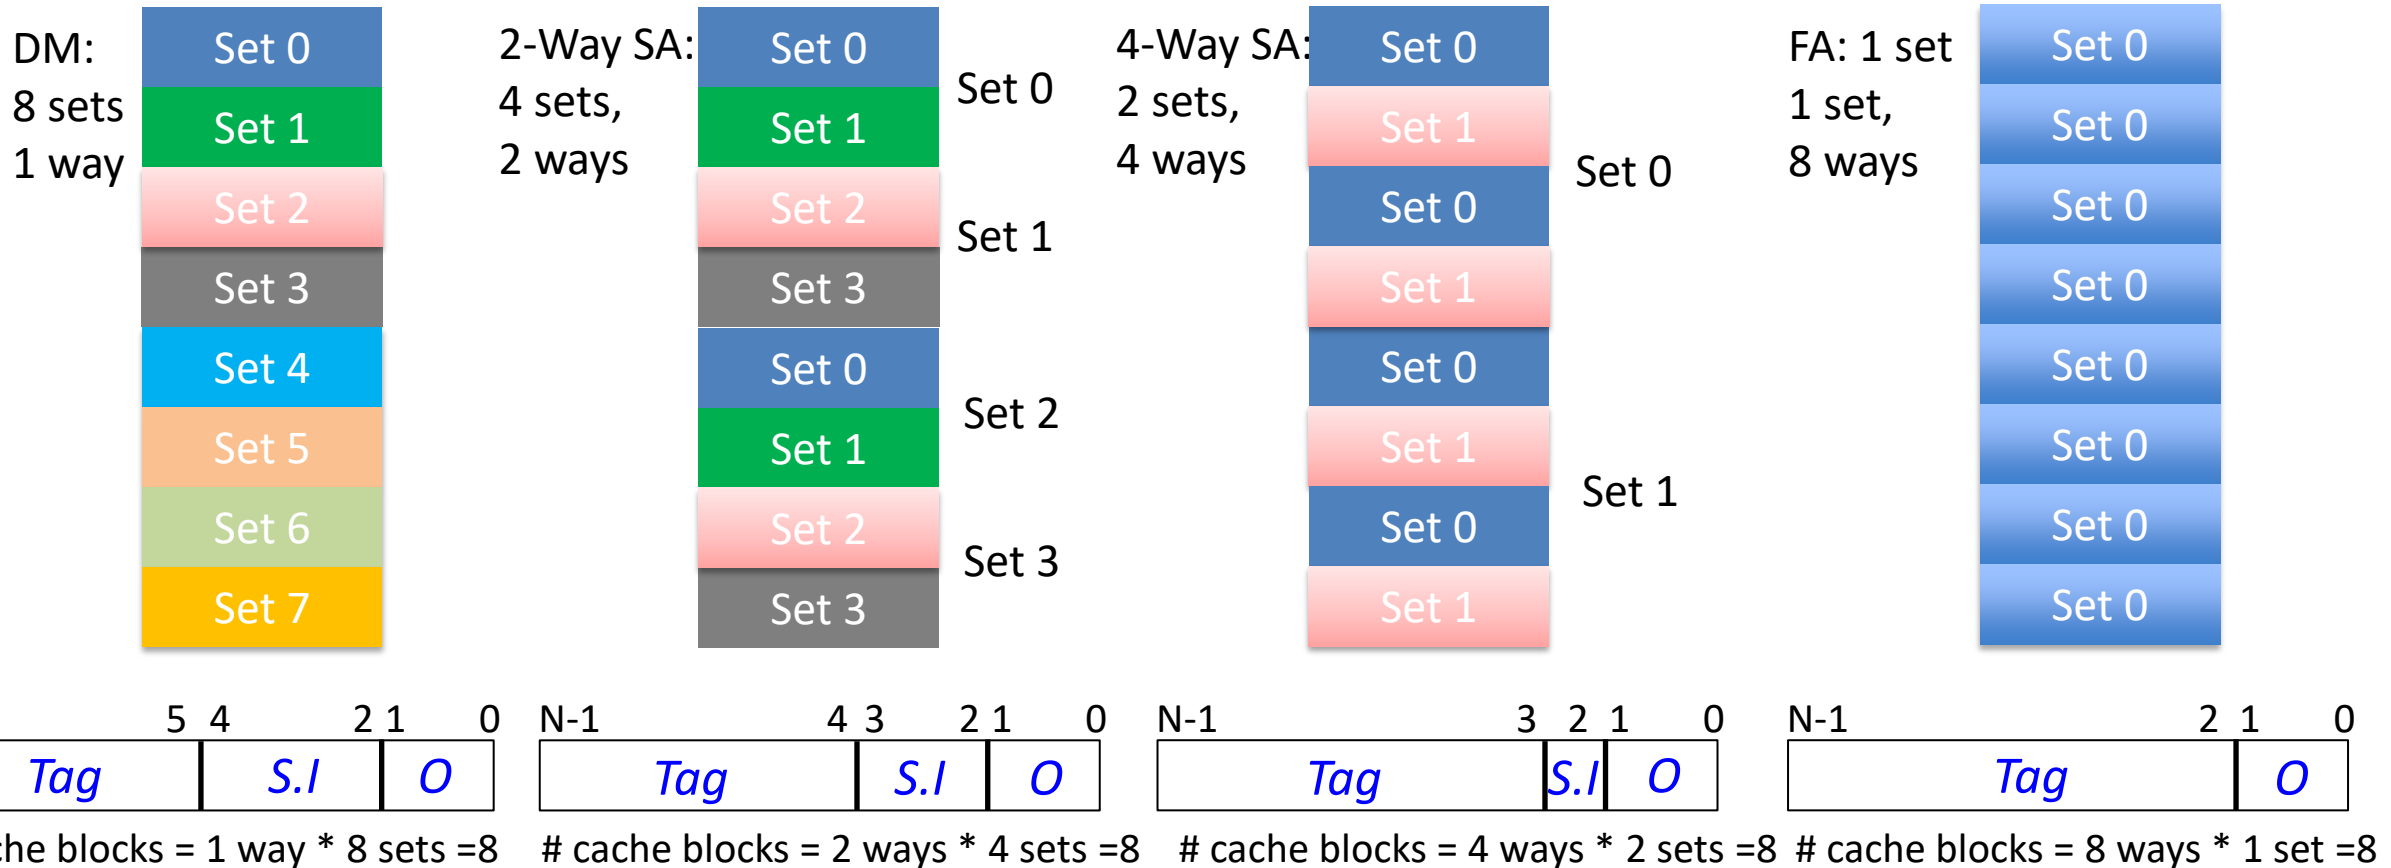 DM:
8 sets
1 way
Set 0
Set 1
Set 2
Set 3
Set 4
Set 5
Set 6
Set 7
5 4 2 1 0
Tag S.I O
che blocks = 1 way * 8 sets =8
2-Way SA:
4 sets,
2 ways
Set 0
Set 1
Set 2
Set 3
Set 0
Set 1
Set 2
Set 3
Set 0
Set 1
Set 2
Set 3
N-1 4 3 2 1 0
Tag S.I O
# cache blocks = 2 ways * 4 sets =8
4-Way SA:
2 sets,
4 ways
Set 0
Set 1
Set 0
Set 1
Set 0
Set 1
Set 0
Set 1
Set 0
Set 1
N-1 3 2 1 0
Tag S.I O
# cache blocks = 4 ways * 2 sets =8
FA: 1 set
1 set,
8 ways
Set 0
Set 0
Set 0
Set 0
Set 0
Set 0
Set 0
Set 0
N-1 2 1 0
Tag O
# cache blocks = 8 ways * 1 set =8